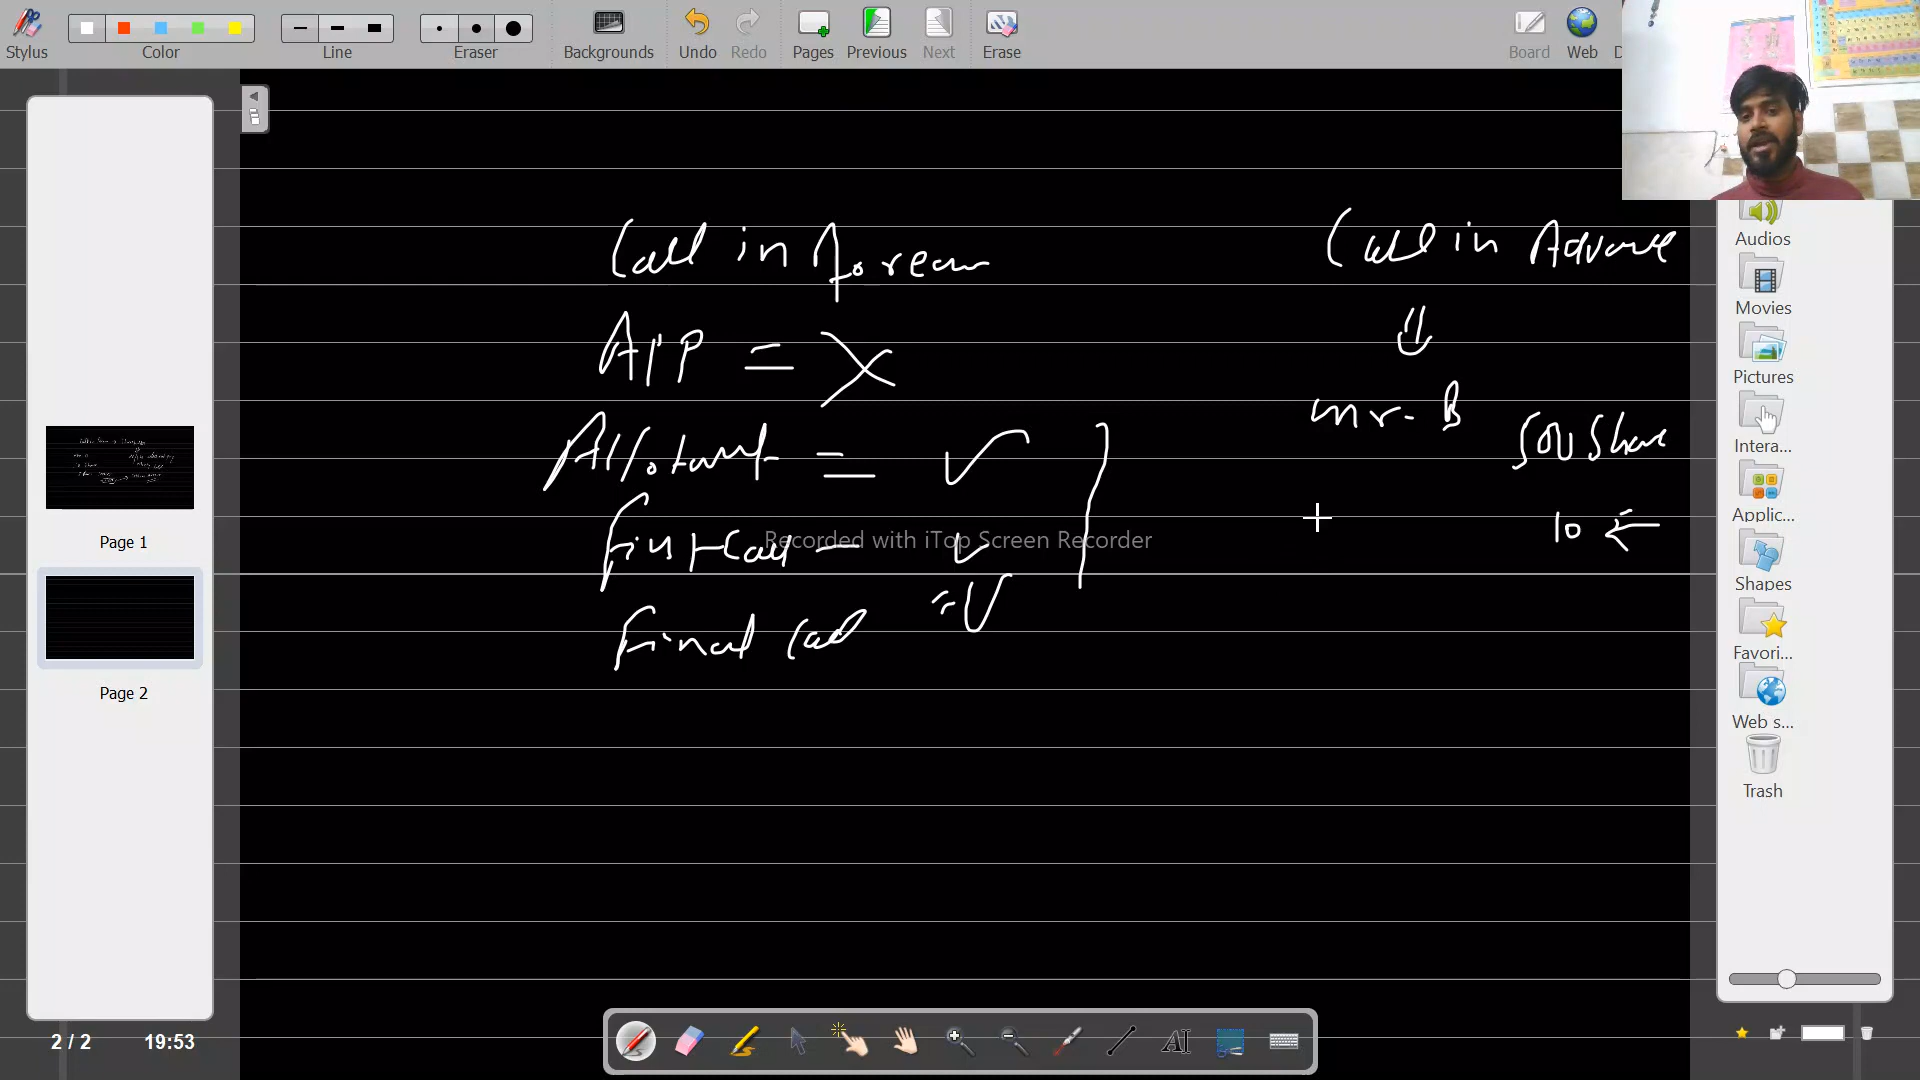 Stylus
Color
Line
Eraser
Backgrounds
Undo
Redo
Pages
Previous
Next
Erase
Board
Web
D
Call in Arrear
Call in Advance
APP = X
Mr. B
500 Share
Allotment = ✓
10 ←
First Call = ✓
Final Call = ✓
Recorded with iTop Screen Recorder
Page 1
Page 2
2 / 2
19:53
Audios
Movies
Pictures
Intera...
Applic...
Shapes
Favori...
Web s...
Trash
AI